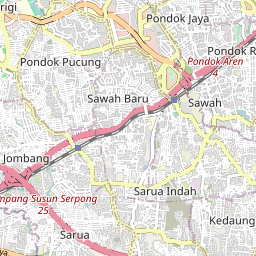 rigi
Pondok Jaya
Pondok R
Pondok Pucung
Pondok Aren
4
Sawah Baru
Sawah
Jombang
mpang Susun Serpong
25
Sarua Indah
Kedaung
Sarua